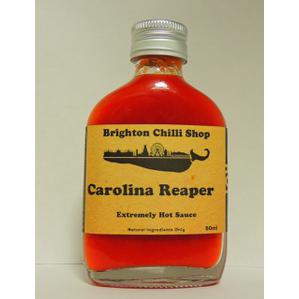 Brighton Chilli Shop
Carolina Reaper
Extremely Hot Sauce
Natural Ingredients Only
50ml